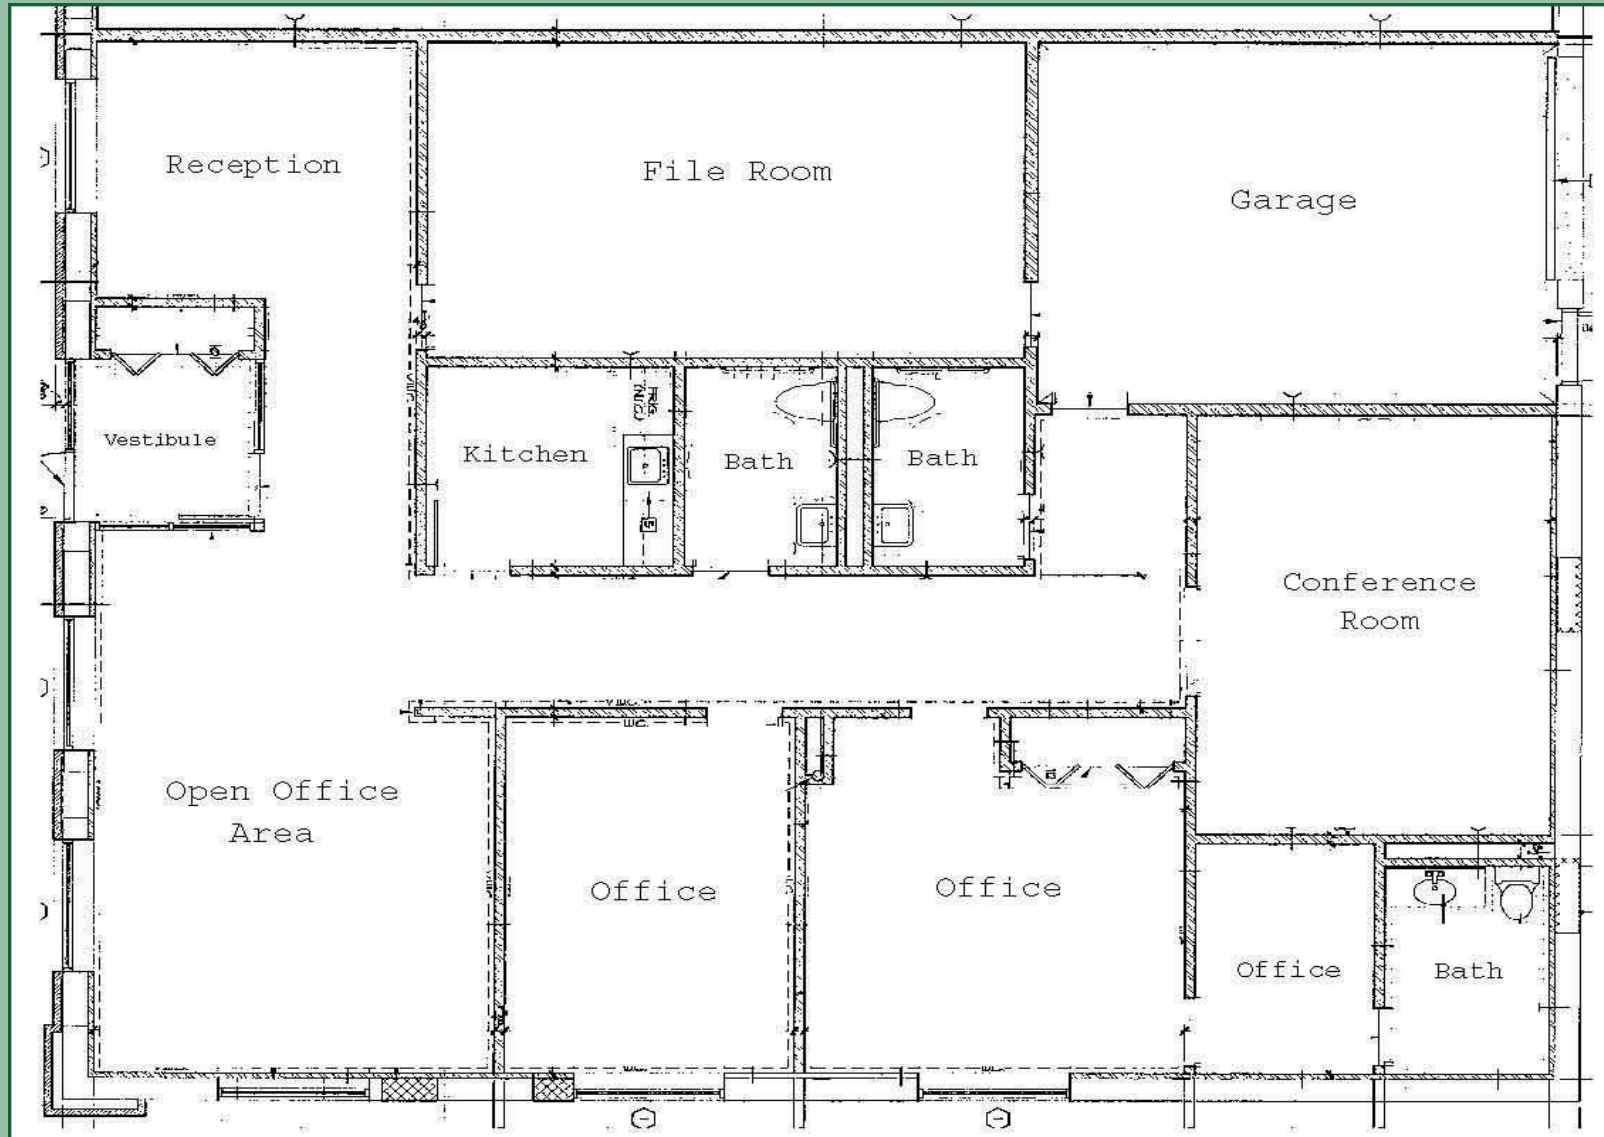 Reception
File Room
Garage
Vestibule
Kitchen
Bath
Bath
Conference
Room
Open Office
Area
Office
Office
Office
Bath